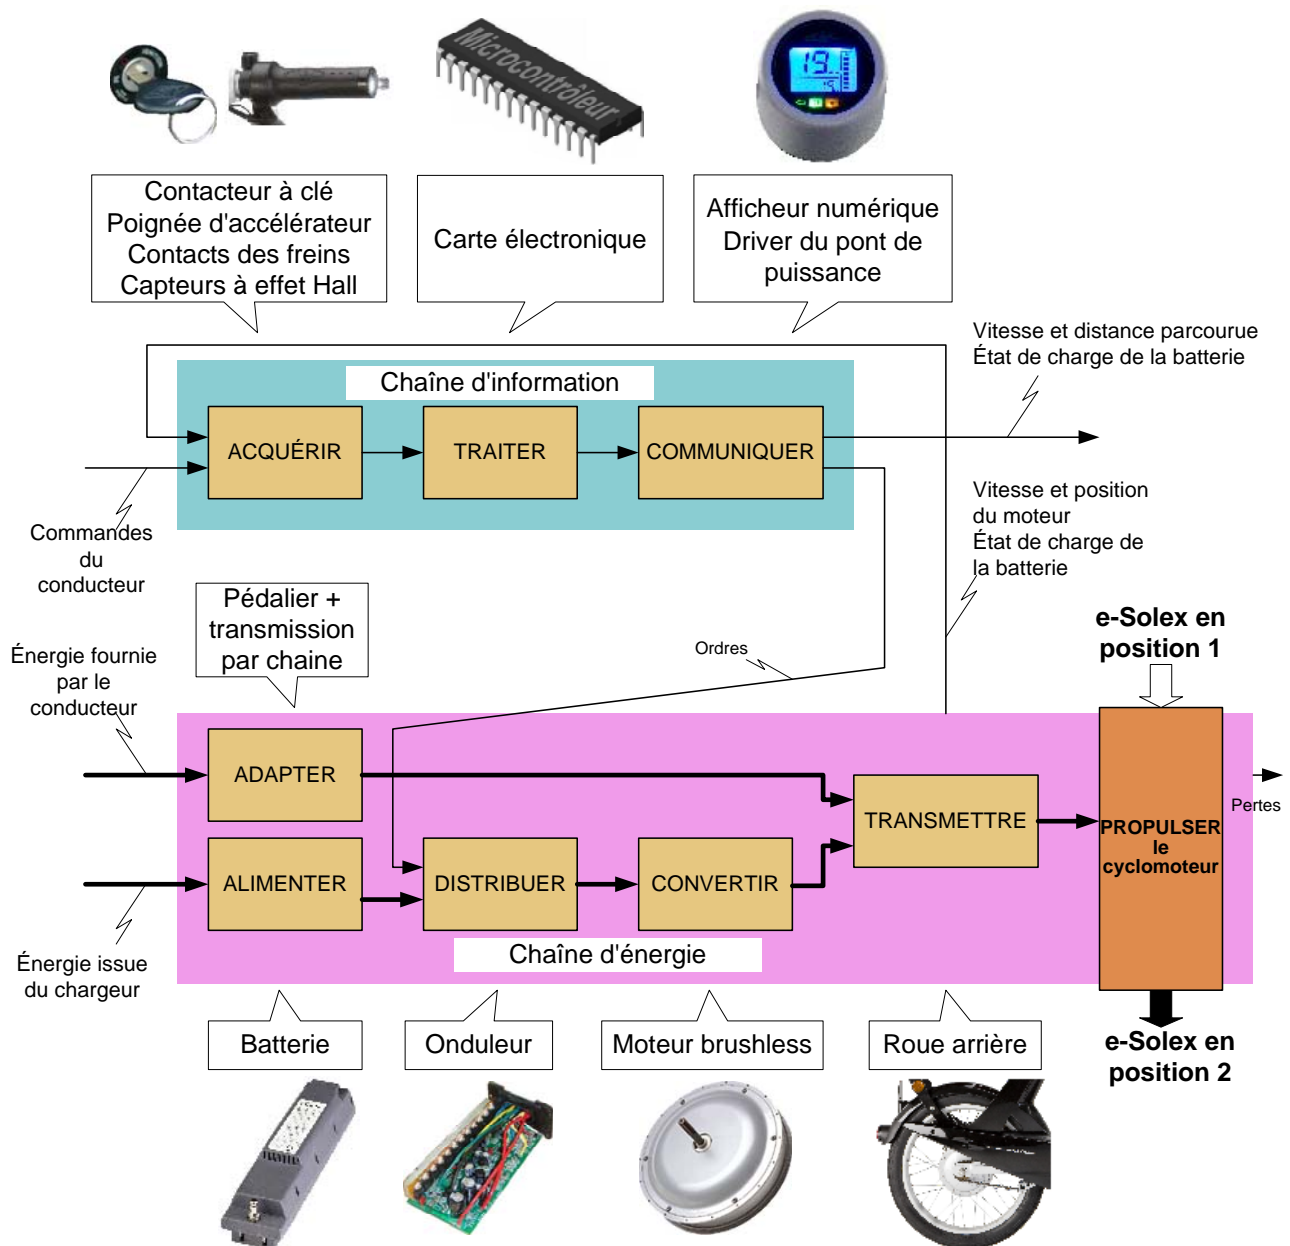 Microcontrôleur
19
Contacteur à clé
Poignée d'accélérateur
Contacts des freins
Capteurs à effet Hall
Carte électronique
Afficheur numérique
Driver du pont de
puissance
Vitesse et distance parcourue
État de charge de la batterie
Chaîne d'information
ACQUÉRIR
TRAITER
COMMUNIQUER
Commandes
du
conducteur
Vitesse et position
du moteur
État de charge de
la batterie
Pédalier +
transmission
par chaine
Ordres
e-Solex en
position 1
Énergie fournie
par le
conducteur
ADAPTER
TRANSMETTRE
PROPULSER
le
cyclomoteur
Pertes
ALIMENTER
DISTRIBUER
CONVERTIR
Chaîne d'énergie
Énergie issue
du chargeur
Batterie
Onduleur
Moteur brushless
Roue arrière
e-Solex en
position 2